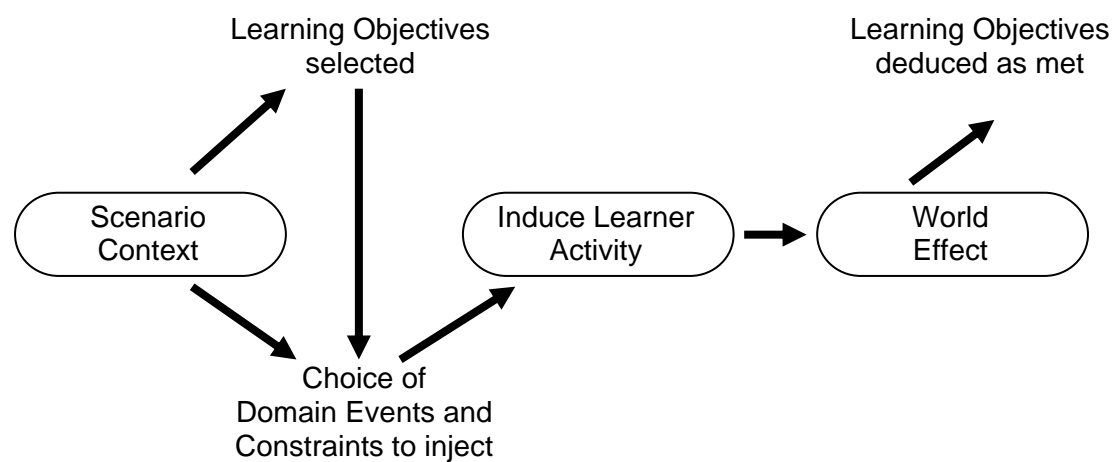 Learning Objectives
selected
Learning Objectives
deduced as met
Scenario
Context
Induce Learner
Activity
World
Effect
Choice of
Domain Events and
Constraints to inject